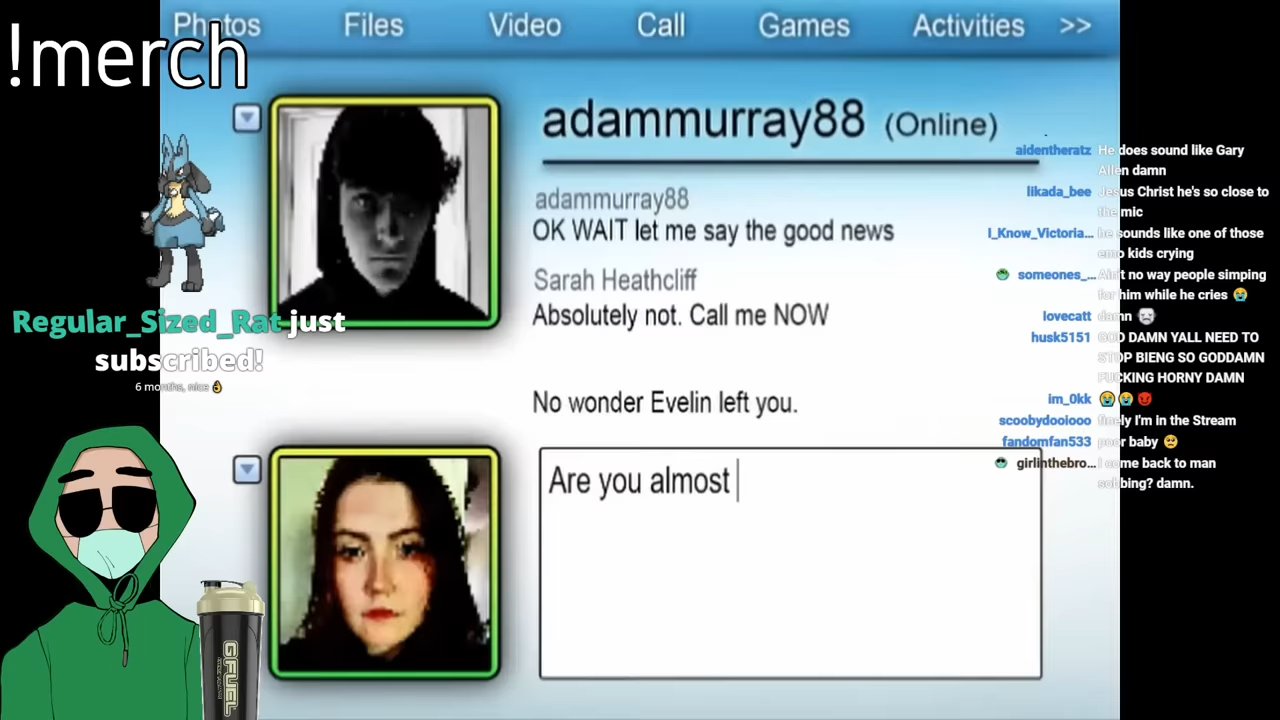 !merch
Photos Files Video Call Games Activities >>
adammurray88 (Online)
adammurray88
OK WAIT let me say the good news
Sarah Heathcliff
Absolutely not. Call me NOW
No wonder Evelin left you.
Are you almost
Regular_Sized_Rat just
subscribed!
6 months, nice 👌
GFUEL
aidentheratz He does sound like Gary
Allen damn
likada_bee Jesus Christ he's so close to
the mic
I_Know_Victoria... he sounds like one of those
emo kids crying
someones_... Ain't no way people simping
for him while he cries 😭
lovecatt damn
husk5151 GOD DAMN YALL NEED TO
STOP BIENG SO GODDAMN
FUCKING HORNY DAMN
im_0kk 😭😭😈
scoobydooiooo finely I'm in the Stream
fandomfan533 poor baby 🥺
girlinthebro... I come back to man
sobbing? damn.